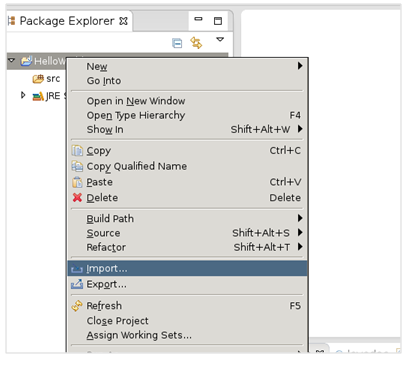 Package Explorer
HelloW
New
src
Go Into
JRE S
Open in New Window
Open Type Hierarchy F4
Show In Shift+Alt+W
Copy Ctrl+C
Copy Qualified Name
Paste Ctrl+V
Delete Delete
Build Path
Source Shift+Alt+S
Refactor Shift+Alt+T
Import...
Export...
Refresh F5
Close Project
Assign Working Sets...